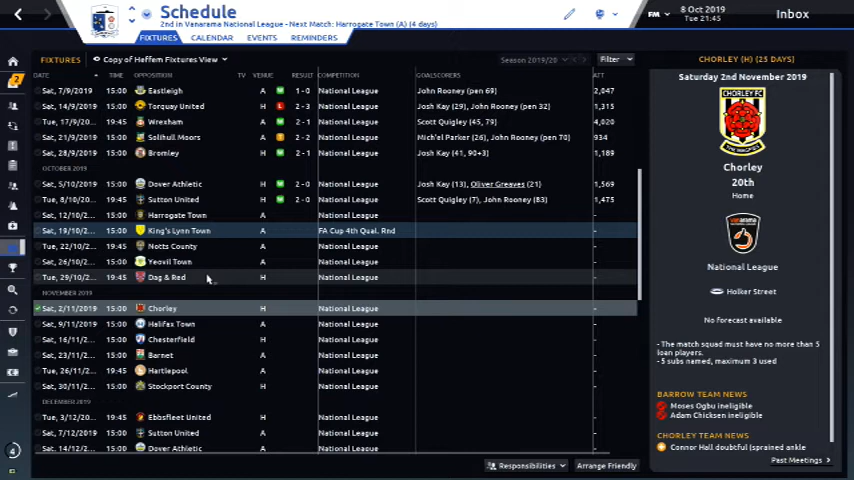 Schedule
2nd in Vanarama National League - Next Match: Harrogate Town (A) (4 days)
FM
8 Oct 2019
Tue 21:45
Inbox
FIXTURES CALENDAR EVENTS REMINDERS
FIXTURES Copy of Heffem Fixtures View Season 2019/20 Filter
DATE TIME OPPOSITION TV VENUE RESULT COMPETITION GOALSCORERS ATT
Sat, 7/9/2019 15:00 Eastleigh A W 1 - 0 National League John Rooney (pen 69) 2,047
Sat, 14/9/2019 15:00 Torquay United H L 2 - 3 National League Josh Kay (29), John Rooney (pen 32) 1,315
Tue, 17/9/2019 19:45 Wrexham A W 2 - 1 National League Scott Quigley (5, 79) 4,020
Sat, 21/9/2019 15:00 Solihull Moors H 2 - 2 National League Mich'el Parker (26), John Rooney (pen 70) 934
Sat, 28/9/2019 15:00 Bromley A W 2 - 1 National League Josh Kay (41, 90+3) 1,189
OCTOBER 2019
Sat, 5/10/2019 15:00 Dover Athletic H W 2 - 0 National League Josh Kay (13), Oliver Greaves (21) 1,569
Tue, 8/10/2019 19:45 Sutton United H W 2 - 0 National League Scott Quigley (7), John Rooney (83) 1,475
Sat, 12/10/2... 15:00 Harrogate Town A National League -
Sat, 19/10/2... 15:00 King's Lynn Town A FA Cup 4th Qual. Rnd -
Tue, 22/10/2... 19:45 Notts County A National League -
Sat, 26/10/2... 15:00 Yeovil Town A National League -
Tue, 29/10/2... 19:45 Dag & Red H National League -
NOVEMBER 2019
Sat, 2/11/2019 15:00 Chorley H National League -
Sat, 9/11/2019 15:00 Halifax Town A National League -
Sat, 16/11/2... 15:00 Chesterfield H National League -
Sat, 23/11/2... 15:00 Barnet A National League -
Tue, 26/11/2... 19:45 Hartlepool A National League -
Sat, 30/11/2... 15:00 Stockport County H National League -
DECEMBER 2019
Tue, 3/12/20... 19:45 Ebbsfleet United H National League -
Sat, 7/12/2019 15:00 Sutton United A National League -
Sat, 14/12/2... 15:00 Dover Athletic A National League -
Responsibilities Arrange Friendly
CHORLEY (H) (25 DAYS)
Saturday 2nd November 2019
CHORLEY FC
Chorley
20th
Home
National League
Holker Street
No forecast available
- The match squad must have no more than 5
loan players.
- 5 subs named, maximum 3 used
BARROW TEAM NEWS
Moses Ogbu ineligible
Adam Chicksen ineligible
CHORLEY TEAM NEWS
Connor Hall doubtful (sprained ankle
Past Meetings >
2
4